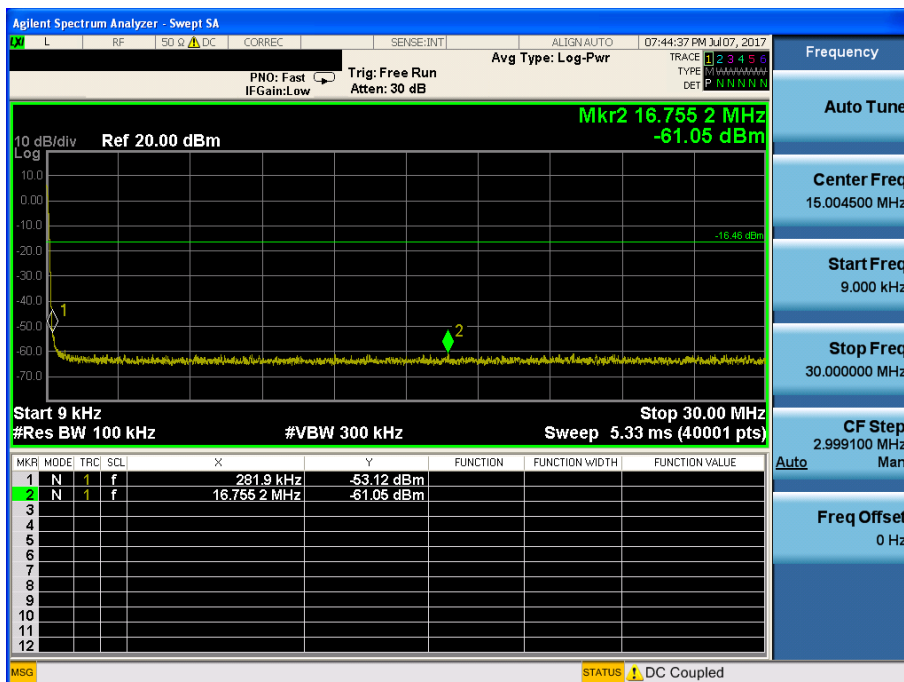 Agilent Spectrum Analyzer - Swept SA
LXI L RF 50 Ω DC CORREC SENSE:INT ALIGN AUTO 07:44:37 PM Jul 07, 2017
PNO: Fast
IFGain:Low
Trig: Free Run
Atten: 30 dB
Avg Type: Log-Pwr
TRACE 1 2 3 4 5 6
TYPE M
DET P N N N N N
Mkr2 16.755 2 MHz
-61.05 dBm
10 dB/div Ref 20.00 dBm
Log
10.0
0.00
-10.0
-16.46 dBm
-20.0
-30.0
-40.0
1
-50.0
2
-60.0
-70.0
Start 9 kHz Stop 30.00 MHz
#Res BW 100 kHz #VBW 300 kHz Sweep 5.33 ms (40001 pts)
MKR MODE TRC SCL X Y FUNCTION FUNCTION WIDTH FUNCTION VALUE
1 N 1 f 281.9 kHz -53.12 dBm
2 N 1 f 16.755 2 MHz -61.05 dBm
3
4
5
6
7
8
9
10
11
12
MSG STATUS DC Coupled
Frequency
Auto Tune
Center Freq
15.004500 MHz
Start Freq
9.000 kHz
Stop Freq
30.000000 MHz
CF Step
2.999100 MHz
Auto Man
Freq Offset
0 Hz